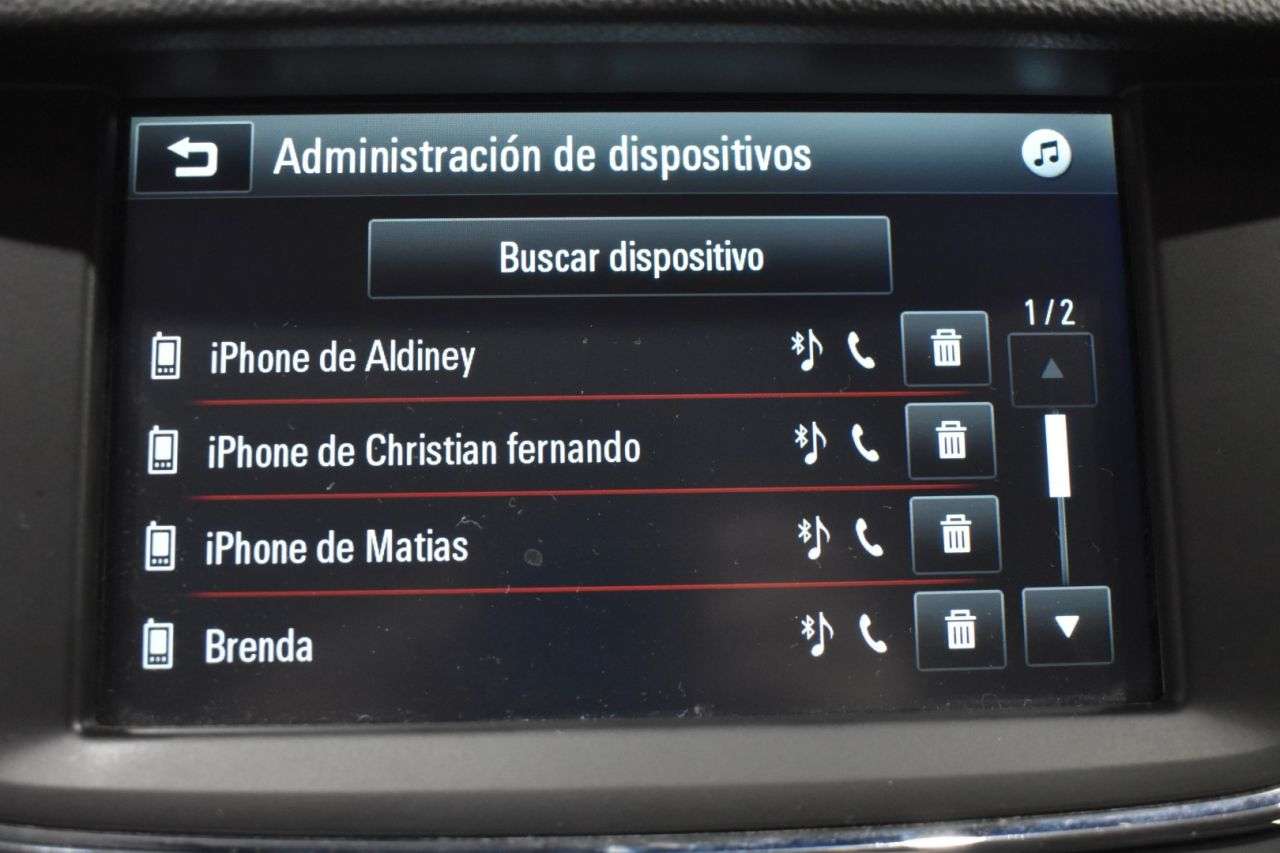 Administración de dispositivos
Buscar dispositivo
1/2
iPhone de Aldiney
iPhone de Christian fernando
iPhone de Matias
Brenda